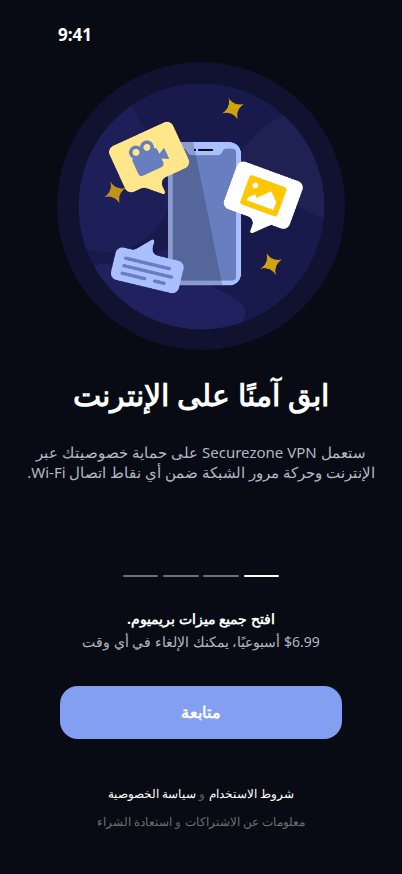 9:41
ابق آمنًا على الإنترنت
ستعمل Securezone VPN على حماية خصوصيتك عبر
الإنترنت وحركة مرور الشبكة ضمن أي نقاط اتصال Wi-Fi.
افتح جميع ميزات بريميوم.
$6.99 أسبوعيًا، يمكنك الإلغاء في أي وقت
متابعة
شروط الاستخدام و سياسة الخصوصية
معلومات عن الاشتراكات و استعادة الشراء